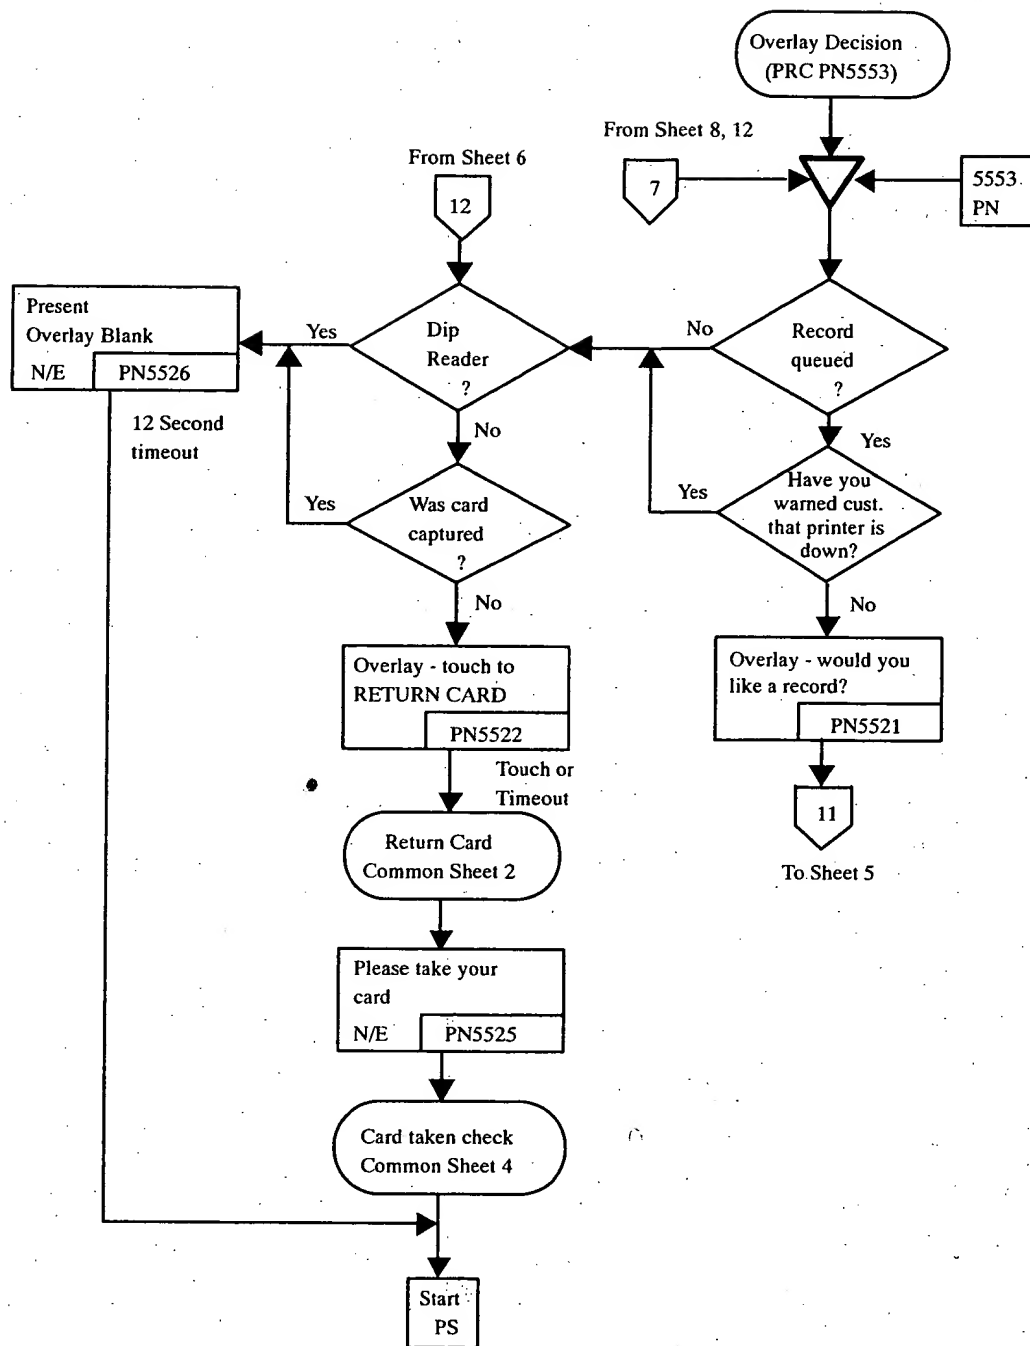 Overlay Decision
(PRC PN5553)
From Sheet 8, 12
7
5553
PN
From Sheet 6
12
Present
Overlay Blank
N/E
PN5526
12 Second
timeout
Yes
Dip
Reader
?
No
Record
queued
?
No
Yes
Yes
Was card
captured
?
Yes
Have you
warned cust.
that printer is
down?
No
No
Overlay - touch to
RETURN CARD
PN5522
Overlay - would you
like a record?
PN5521
Touch or
Timeout
11
To Sheet 5
Return Card
Common Sheet 2
Please take your
card
N/E
PN5525
Card taken check
Common Sheet 4
Start
PS